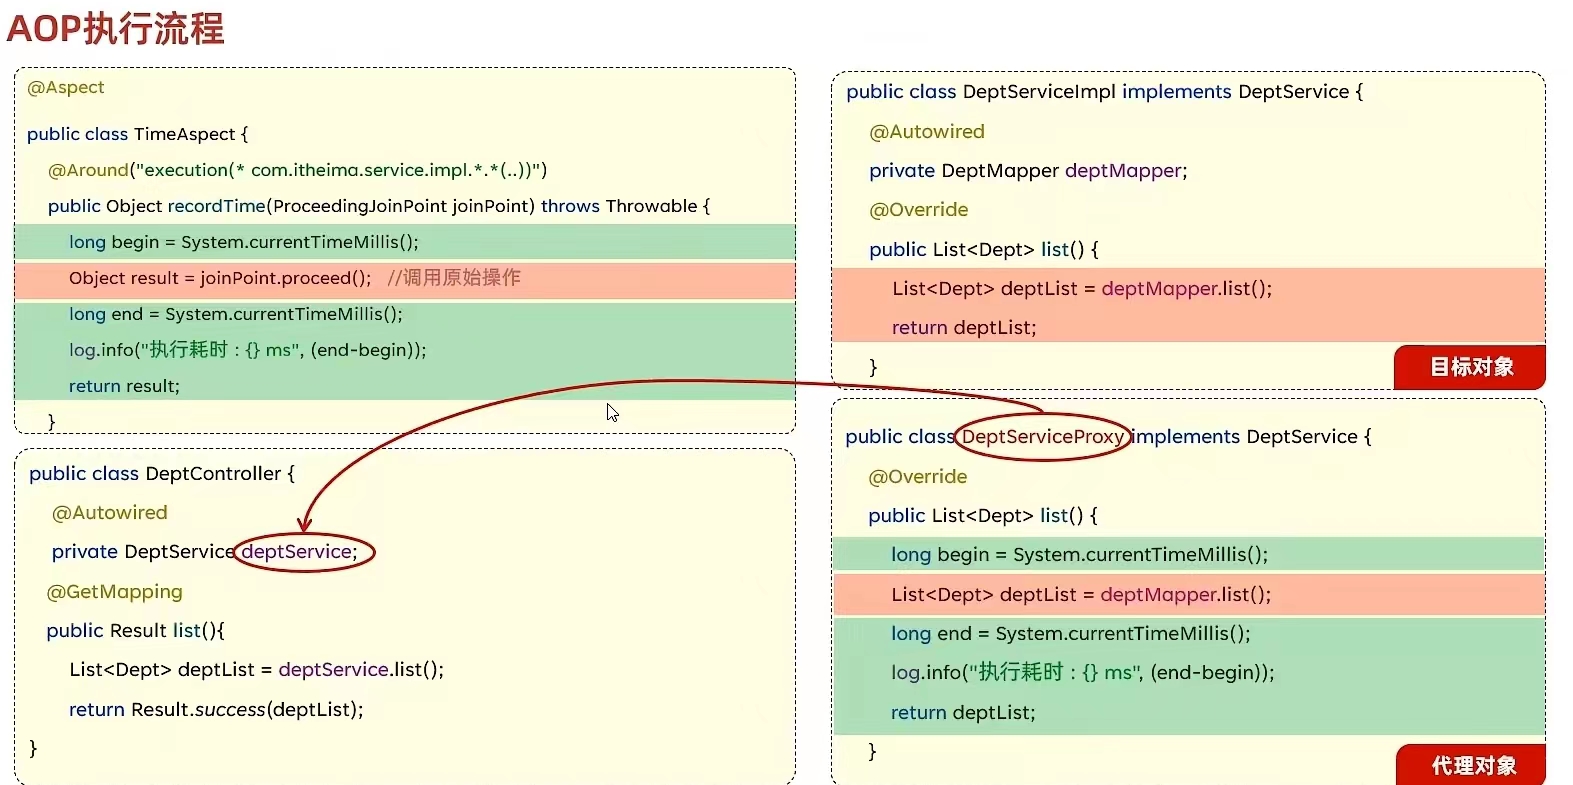 AOP执行流程
@Aspect
public class TimeAspect {
@Around("execution(* com.itheima.service.impl.*.*(..))")
public Object recordTime(ProceedingJoinPoint joinPoint) throws Throwable {
long begin = System.currentTimeMillis();
Object result = joinPoint.proceed(); //调用原始操作
long end = System.currentTimeMillis();
log.info("执行耗时 : {} ms", (end-begin));
return result;
}
public class DeptController {
@Autowired
private DeptService deptService;
@GetMapping
public Result list(){
List<Dept> deptList = deptService.list();
return Result.success(deptList);
}
public class DeptServiceImpl implements DeptService {
@Autowired
private DeptMapper deptMapper;
@Override
public List<Dept> list() {
List<Dept> deptList = deptMapper.list();
return deptList;
}
目标对象
public class DeptServiceProxy implements DeptService {
@Override
public List<Dept> list() {
long begin = System.currentTimeMillis();
List<Dept> deptList = deptMapper.list();
long end = System.currentTimeMillis();
log.info("执行耗时 : {} ms", (end-begin));
return deptList;
}
代理对象